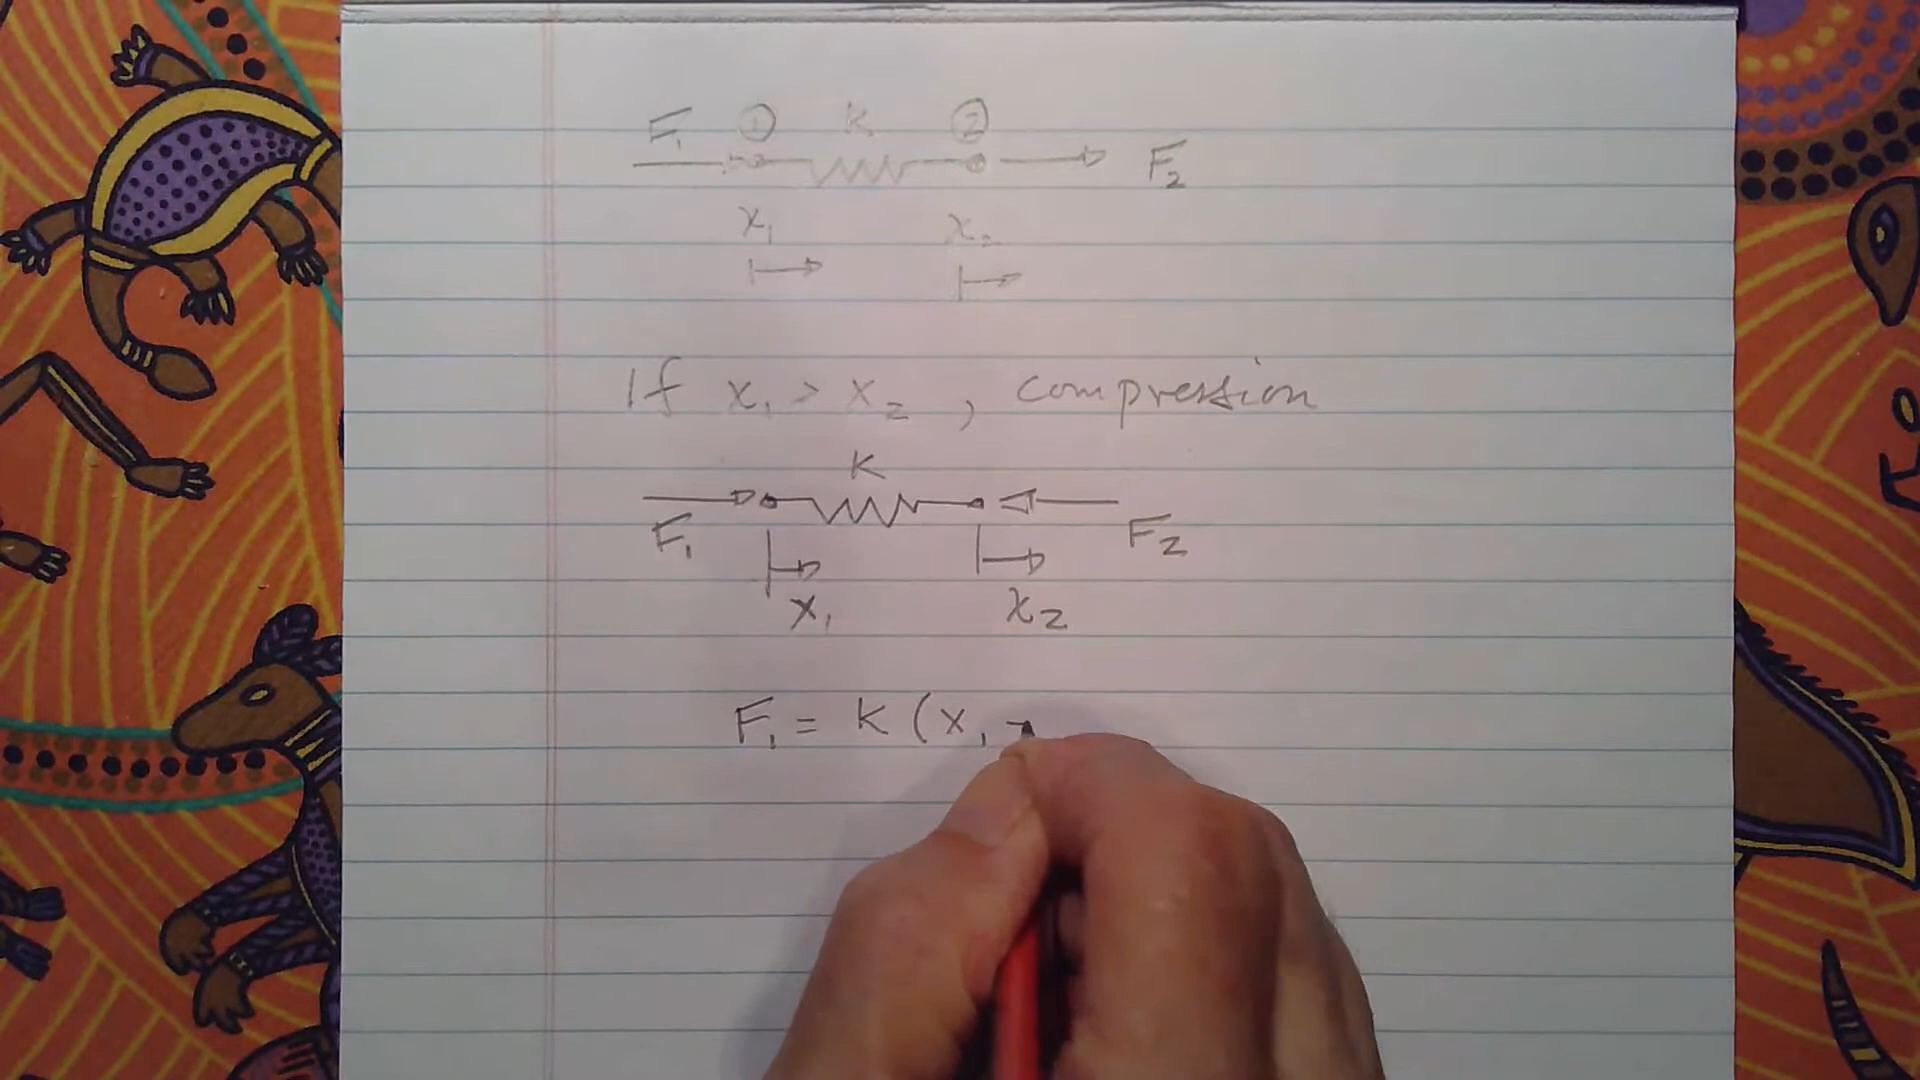 F₁ ① K ② F₂
x₁ x₂
If x₁ > x₂ , compression
K
F₁ F₂
x₁ x₂
F₁ = K (x₁ -